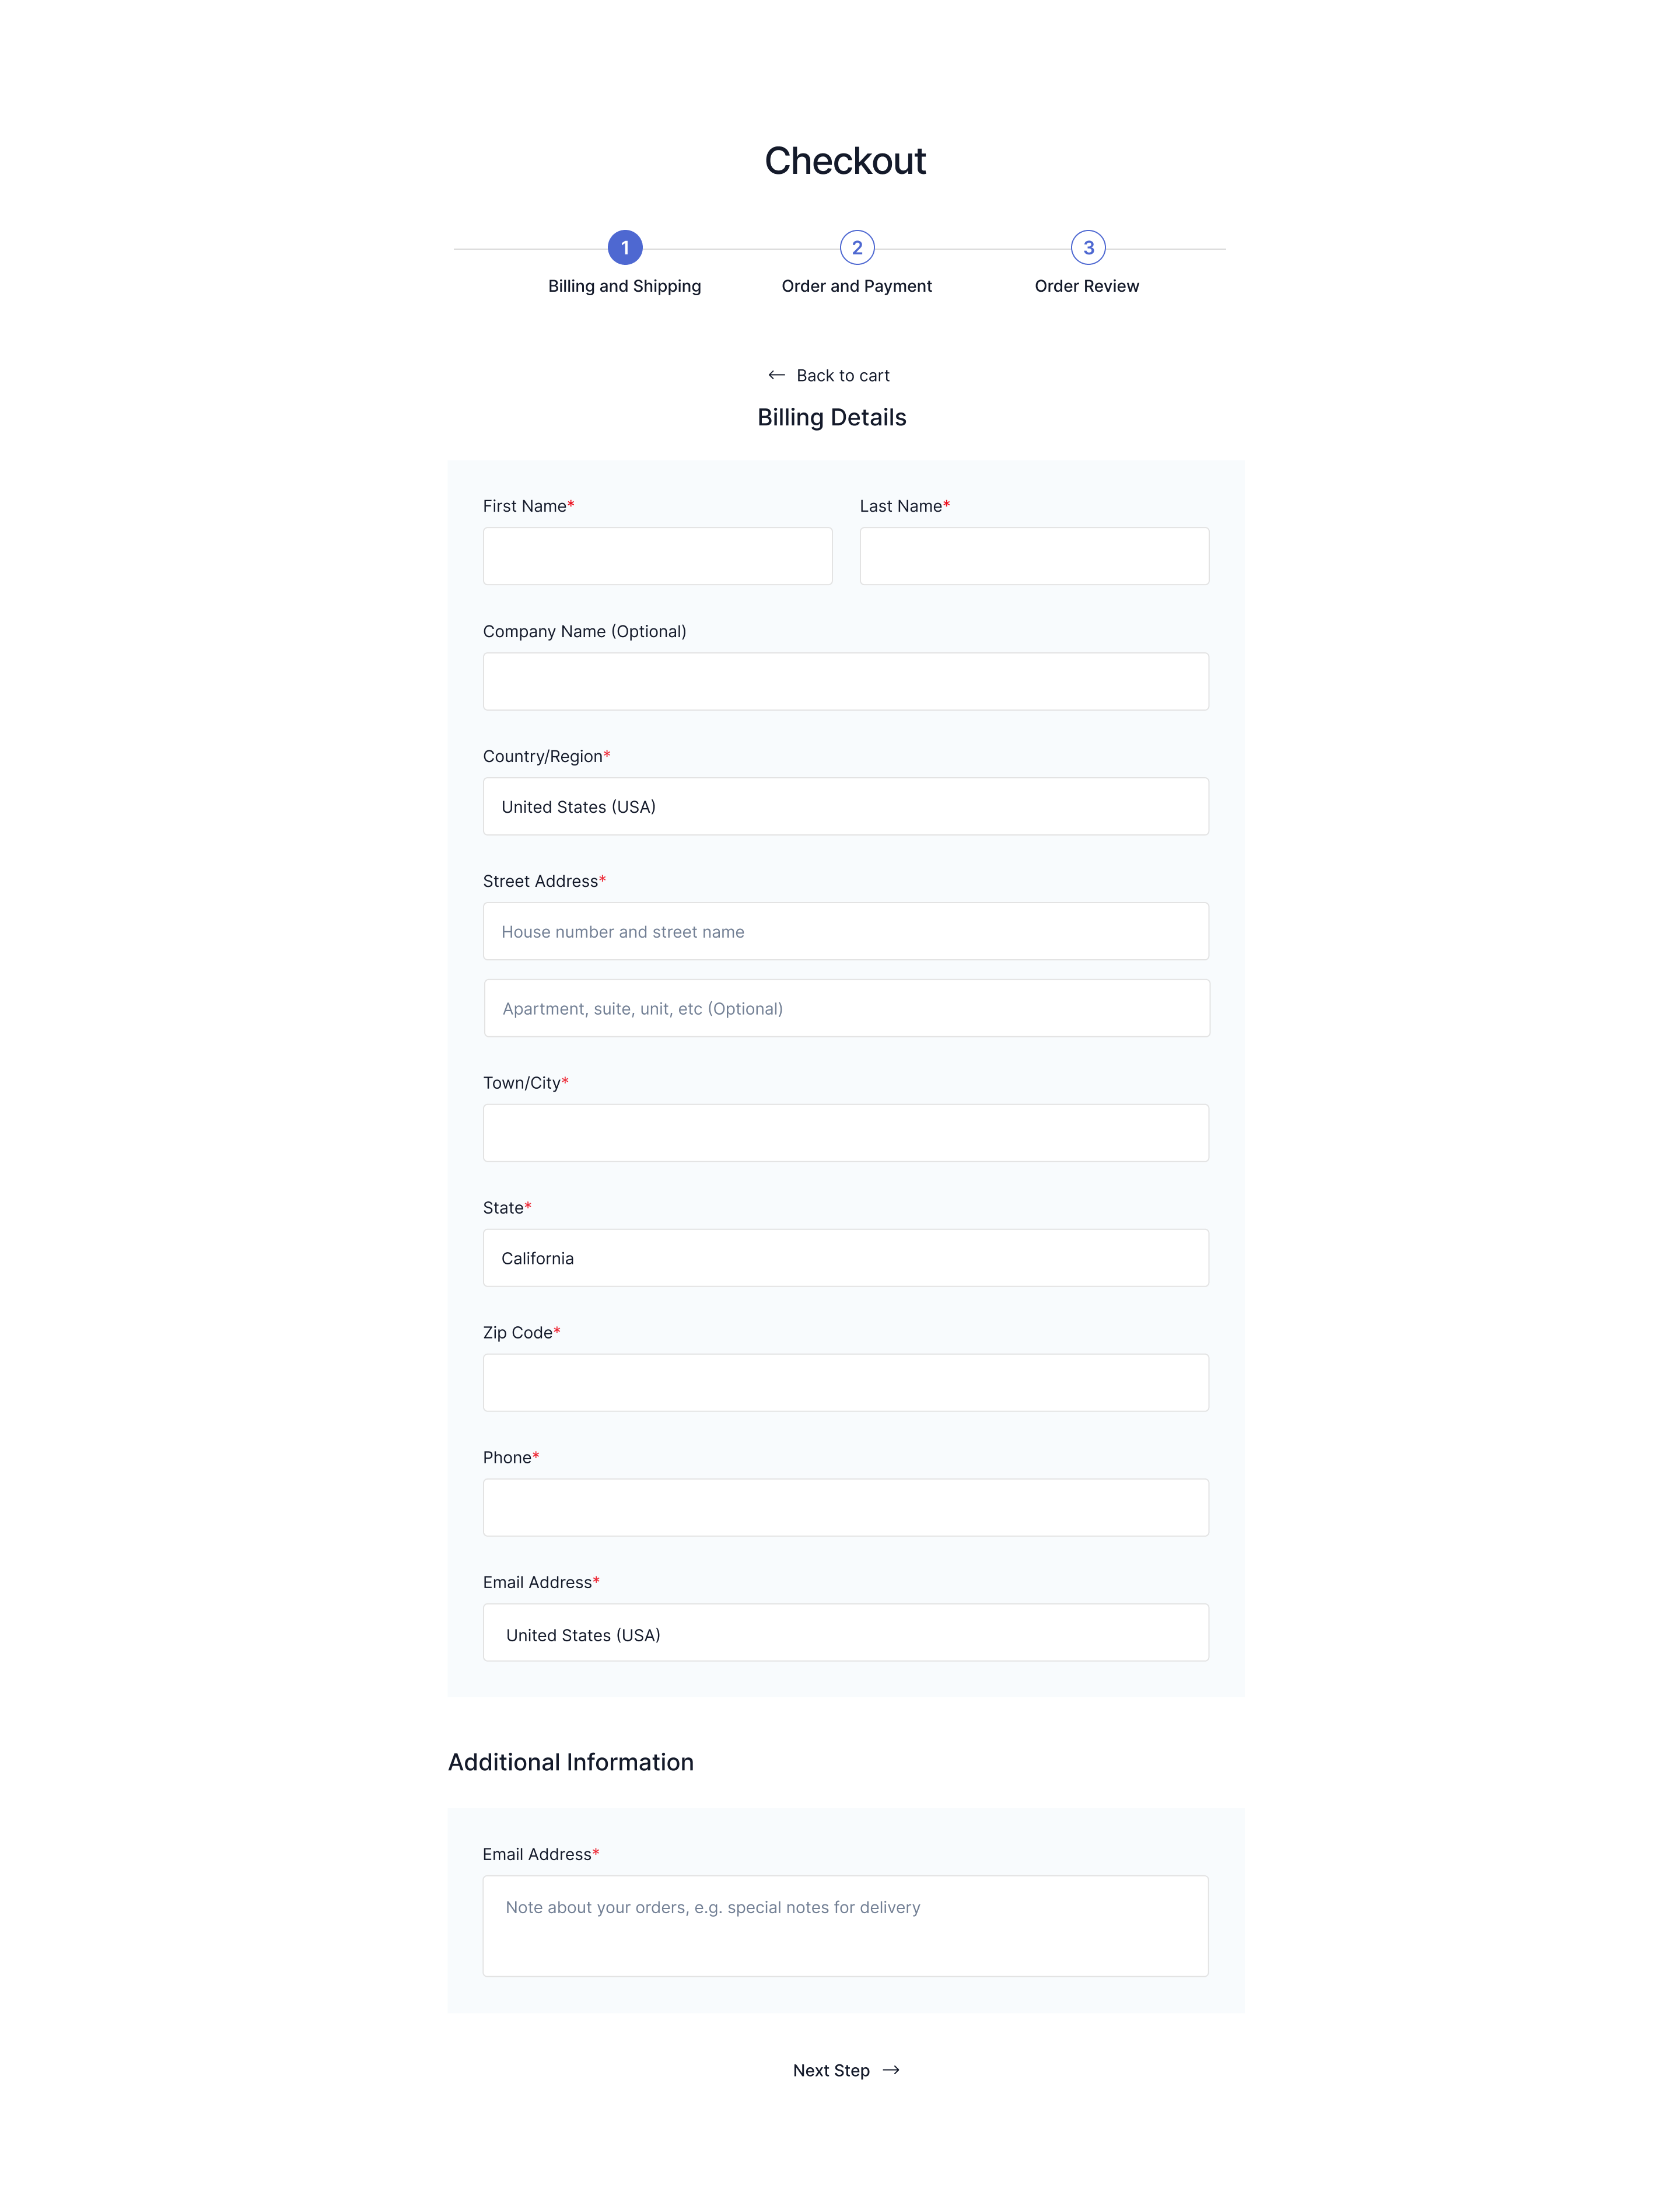 Checkout
1
2
3
Billing and Shipping
Order and Payment
Order Review
← Back to cart
Billing Details
First Name*
Last Name*
Company Name (Optional)
Country/Region*
United States (USA)
Street Address*
House number and street name
Apartment, suite, unit, etc (Optional)
Town/City*
State*
California
Zip Code*
Phone*
Email Address*
United States (USA)
Additional Information
Email Address*
Note about your orders, e.g. special notes for delivery
Next Step →